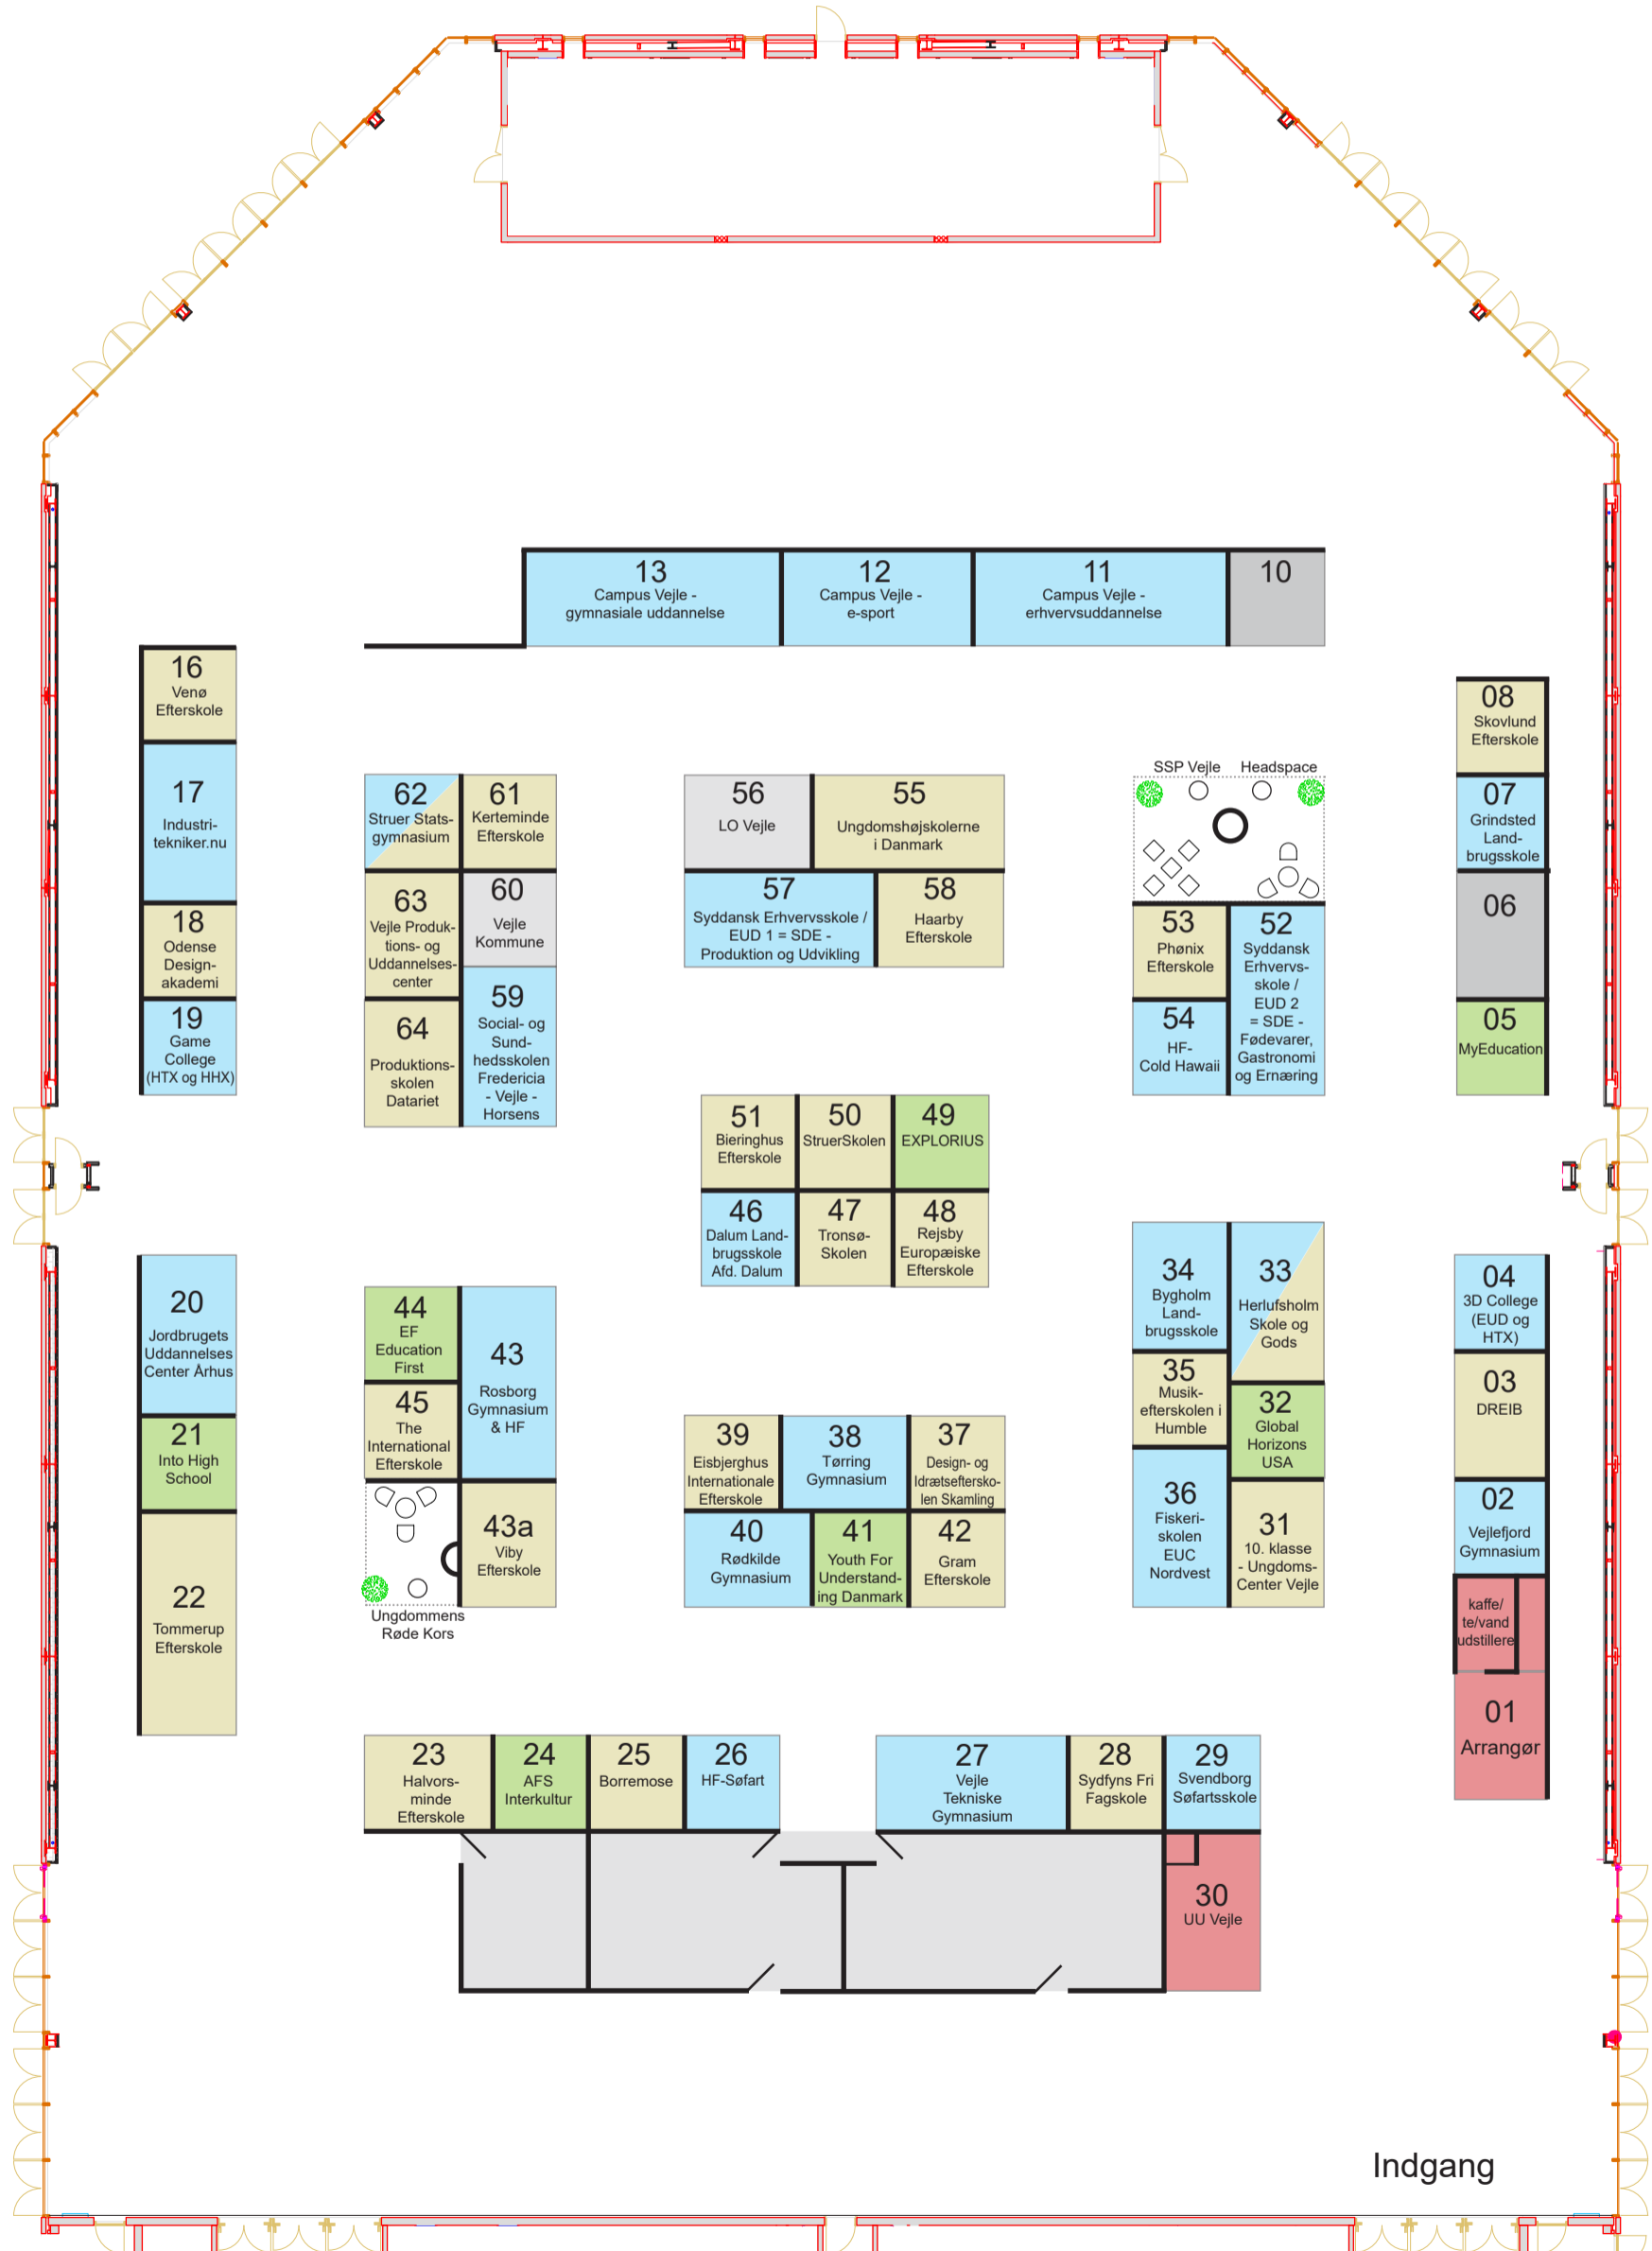 13
Campus Vejle -
gymnasiale uddannelse
12
Campus Vejle -
e-sport
11
Campus Vejle -
erhvervsuddannelse
10
16
Venø
Efterskole
17
Industri-
tekniker.nu
18
Odense
Design-
akademi
19
Game
College
(HTX og HHX)
62
Struer Stats-
gymnasium
61
Kerteminde
Efterskole
63
Vejle Produk-
tions- og
Uddannelses-
center
60
Vejle
Kommune
64
Produktions-
skolen
Datariet
59
Social- og
Sund-
hedsskolen
Fredericia
- Vejle -
Horsens
56
LO Vejle
55
Ungdomshøjskolerne
i Danmark
57
Syddansk Erhvervsskole /
EUD 1 = SDE -
Produktion og Udvikling
58
Haarby
Efterskole
SSP Vejle
Headspace
53
Phønix
Efterskole
52
Syddansk
Erhvervs-
skole /
EUD 2
= SDE -
Fødevarer,
Gastronomi
og Ernæring
54
HF-
Cold Hawaii
08
Skovlund
Efterskole
07
Grindsted
Land-
brugsskole
06
05
MyEducation
51
Bieringhus
Efterskole
50
StruerSkolen
49
EXPLORIUS
46
Dalum Land-
brugsskole
Afd. Dalum
47
Tronsø-
Skolen
48
Rejsby
Europæiske
Efterskole
20
Jordbrugets
Uddannelses
Center Århus
21
Into High
School
22
Tommerup
Efterskole
44
EF
Education
First
43
Rosborg
Gymnasium
& HF
45
The
International
Efterskole
43a
Viby
Efterskole
Ungdommens
Røde Kors
39
Eisbjerghus
Internationale
Efterskole
38
Tørring
Gymnasium
37
Design- og
Idrætseftersko-
len Skamling
40
Rødkilde
Gymnasium
41
Youth For
Understand-
ing Danmark
42
Gram
Efterskole
34
Bygholm
Land-
brugsskole
33
Herlufsholm
Skole og
Gods
35
Musik-
efterskolen i
Humble
32
Global
Horizons
USA
36
Fiskeri-
skolen
EUC
Nordvest
31
10. klasse
- Ungdoms-
Center Vejle
04
3D College
(EUD og
HTX)
03
DREIB
02
Vejlefjord
Gymnasium
kaffe/
te/vand
udstillere
01
Arrangør
23
Halvors-
minde
Efterskole
24
AFS
Interkultur
25
Borremose
26
HF-Søfart
27
Vejle
Tekniske
Gymnasium
28
Sydfyns Fri
Fagskole
29
Svendborg
Søfartsskole
30
UU Vejle
Indgang